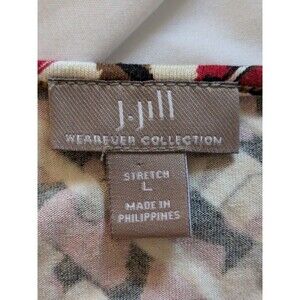 J.Jill
WEAREVER COLLECTION
STRETCH
L
MADE IN
PHILIPPINES